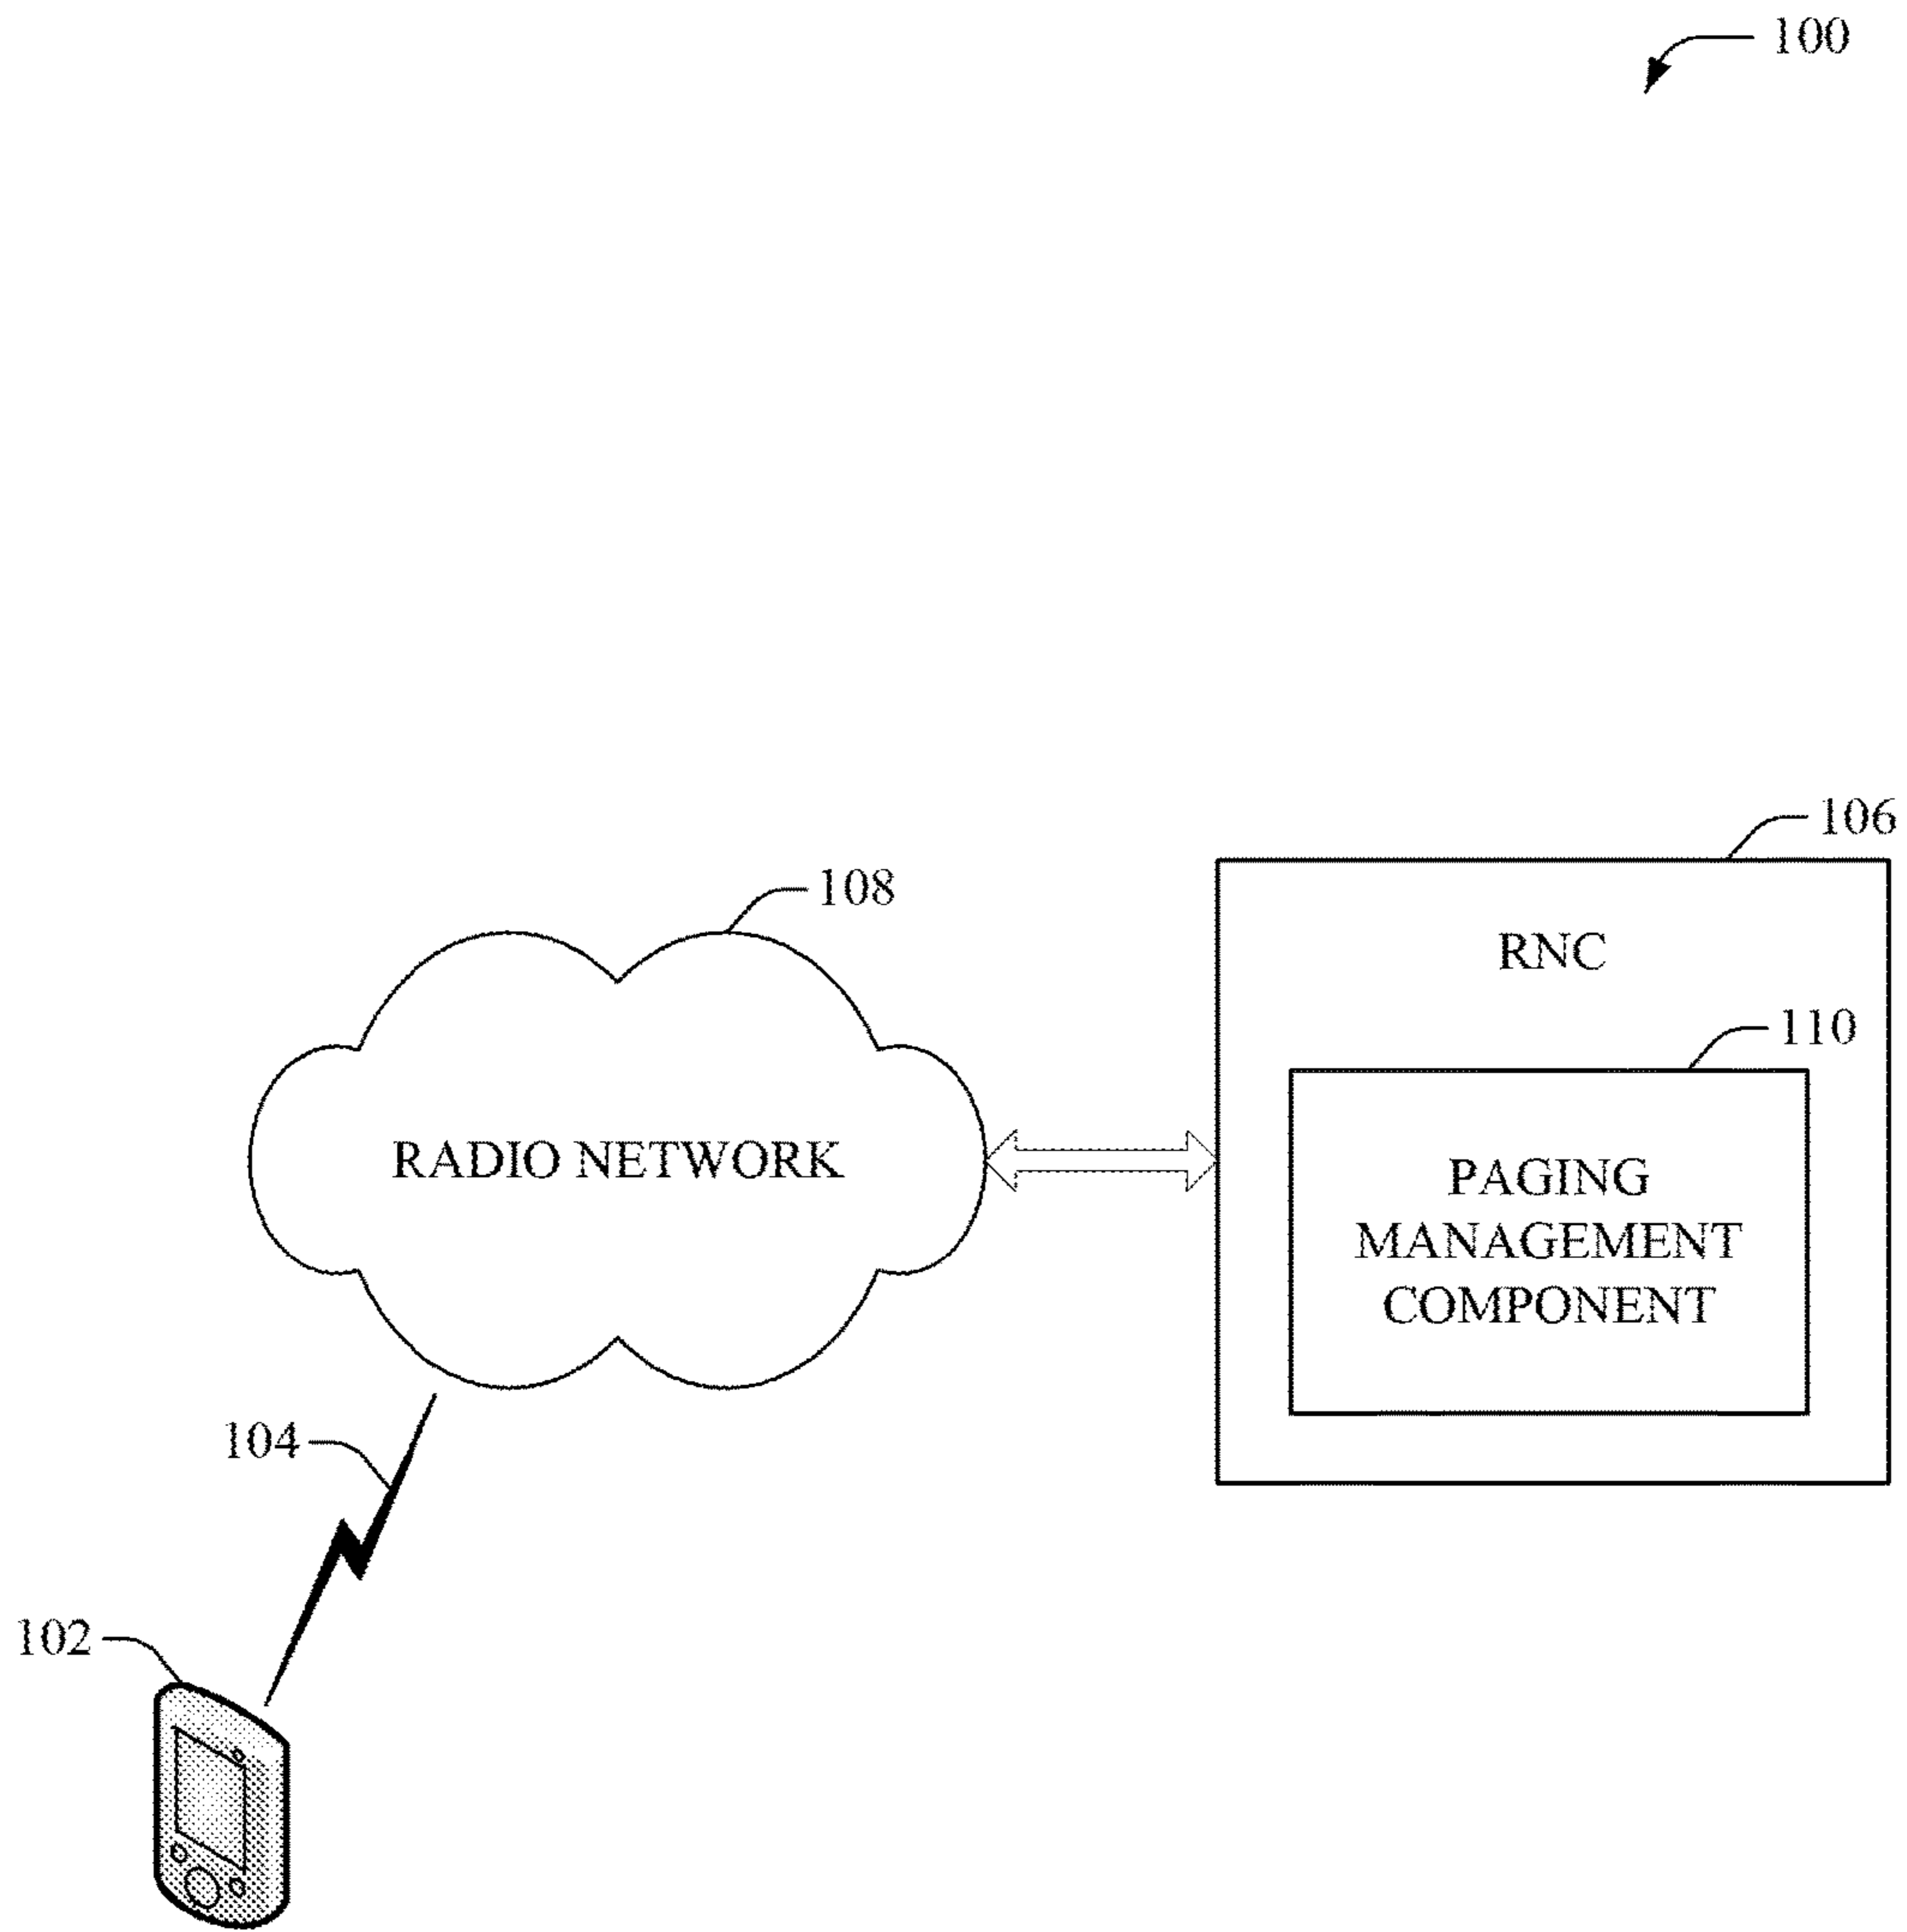 100
106
108
RNC
110
RADIO NETWORK
PAGING
MANAGEMENT
COMPONENT
104
102